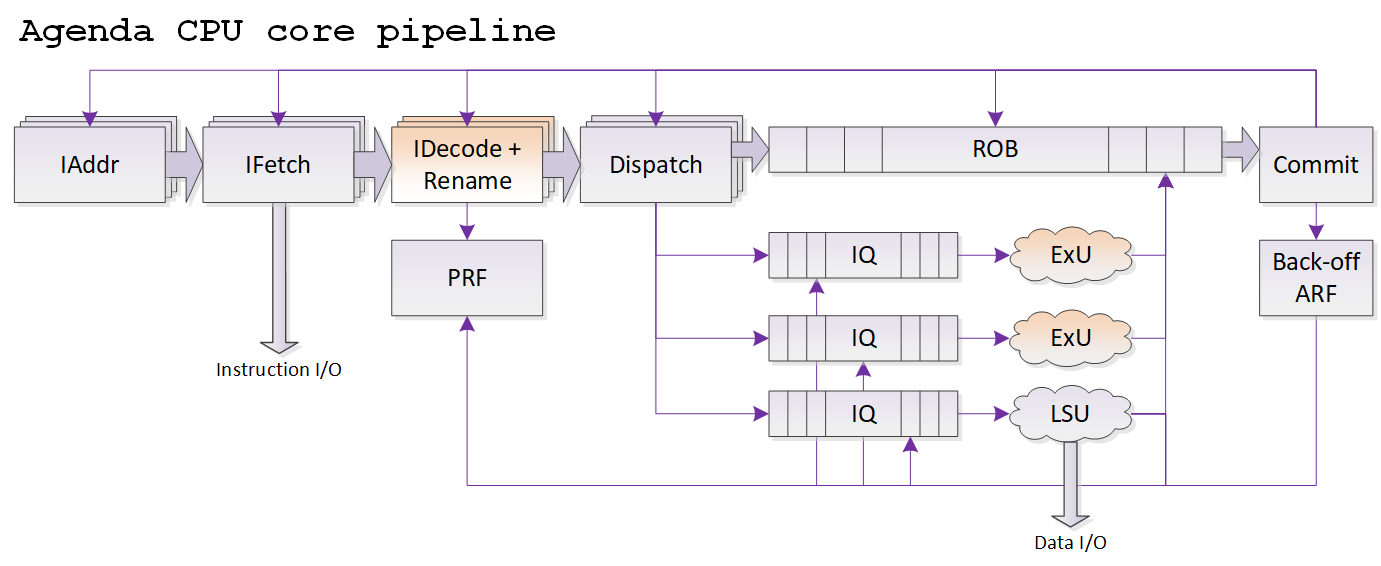 Agenda CPU core pipeline
IAddr
IFetch
IDecode +
Rename
Dispatch
ROB
Commit
PRF
IQ
ExU
Back-off
ARF
IQ
ExU
Instruction I/O
IQ
LSU
Data I/O